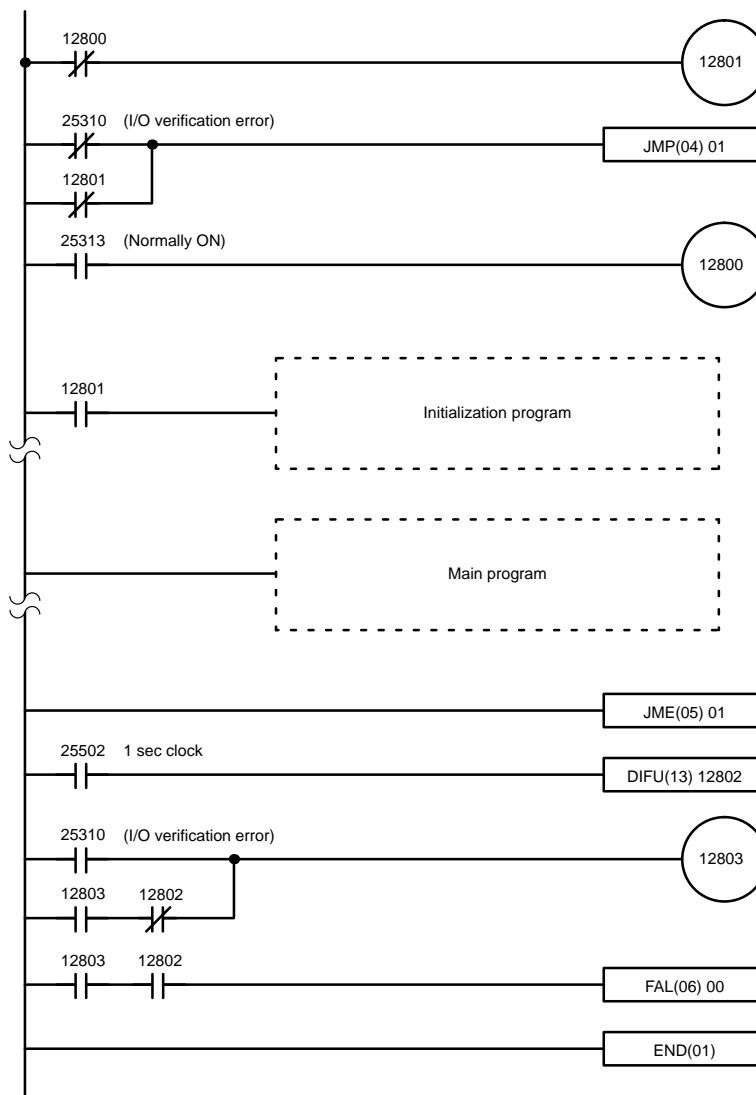 12800
12801
25310 (I/O verification error)
JMP(04) 01
12801
25313 (Normally ON)
12800
12801
Initialization program
Main program
JME(05) 01
25502 1 sec clock
DIFU(13) 12802
25310 (I/O verification error)
12803
12803 12802
12803 12802
FAL(06) 00
END(01)